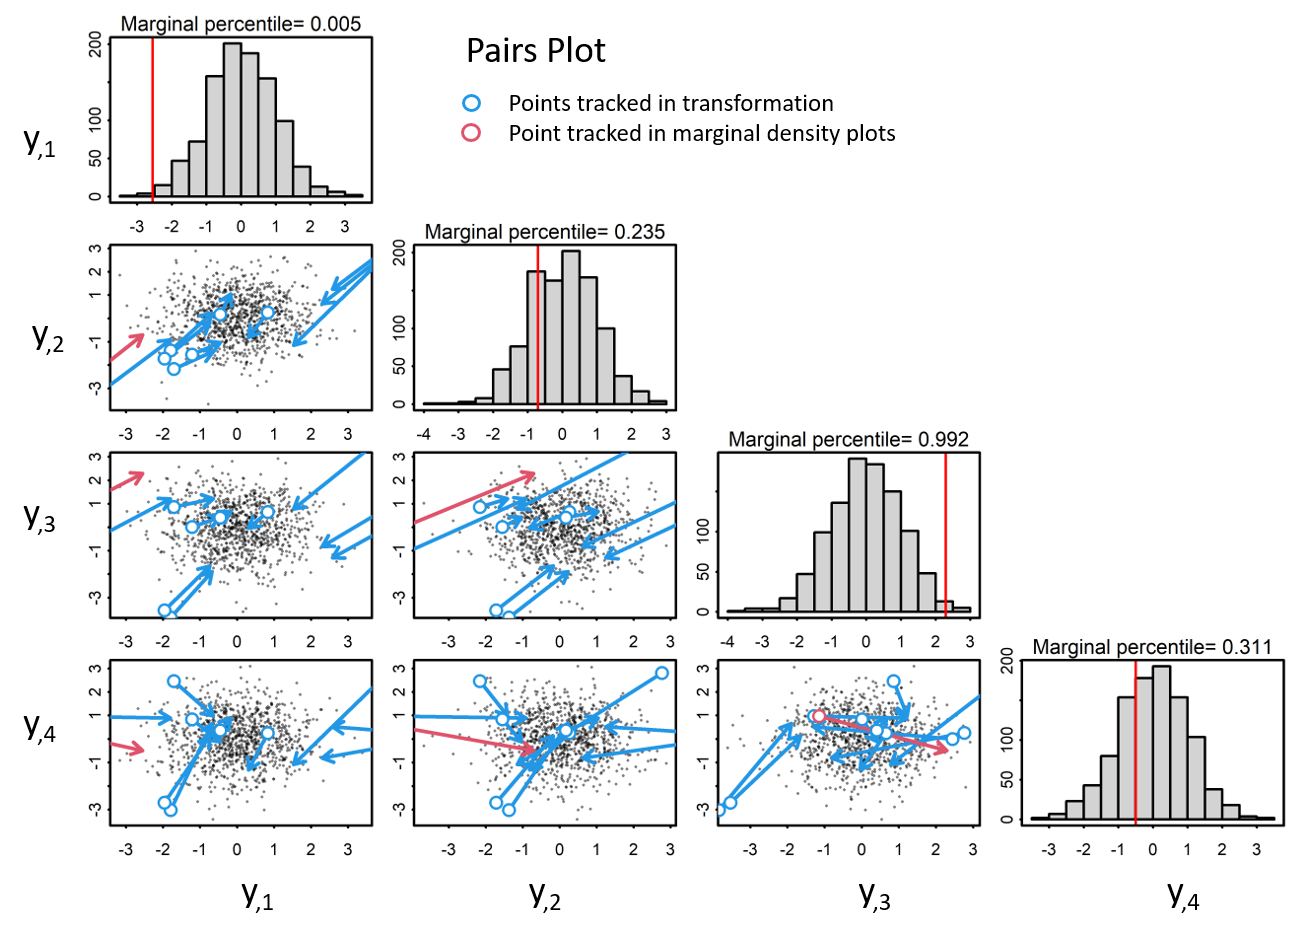 Marginal percentile= 0.005
Pairs Plot
Points tracked in transformation
Point tracked in marginal density plots
y,1
200
100
50
0
-3 -2 -1 0 1 2 3
Marginal percentile= 0.235
y,2
3
2
1
-1
-3
-3 -2 -1 0 1 2 3
200
100
50
0
-4 -3 -2 -1 0 1 2 3
Marginal percentile= 0.992
y,3
3
2
1
-1
-3
-3 -2 -1 0 1 2 3
3
2
1
-1
-3
-3 -2 -1 0 1 2 3
100
50
0
-4 -3 -2 -1 0 1 2 3
Marginal percentile= 0.311
y,4
3
2
1
-1
-3
-3 -2 -1 0 1 2 3
3
2
1
-1
-3
-3 -2 -1 0 1 2 3
3
2
1
-1
-3
-3 -2 -1 0 1 2 3
200
100
50
0
-3 -2 -1 0 1 2 3
y,1 y,2 y,3 y,4